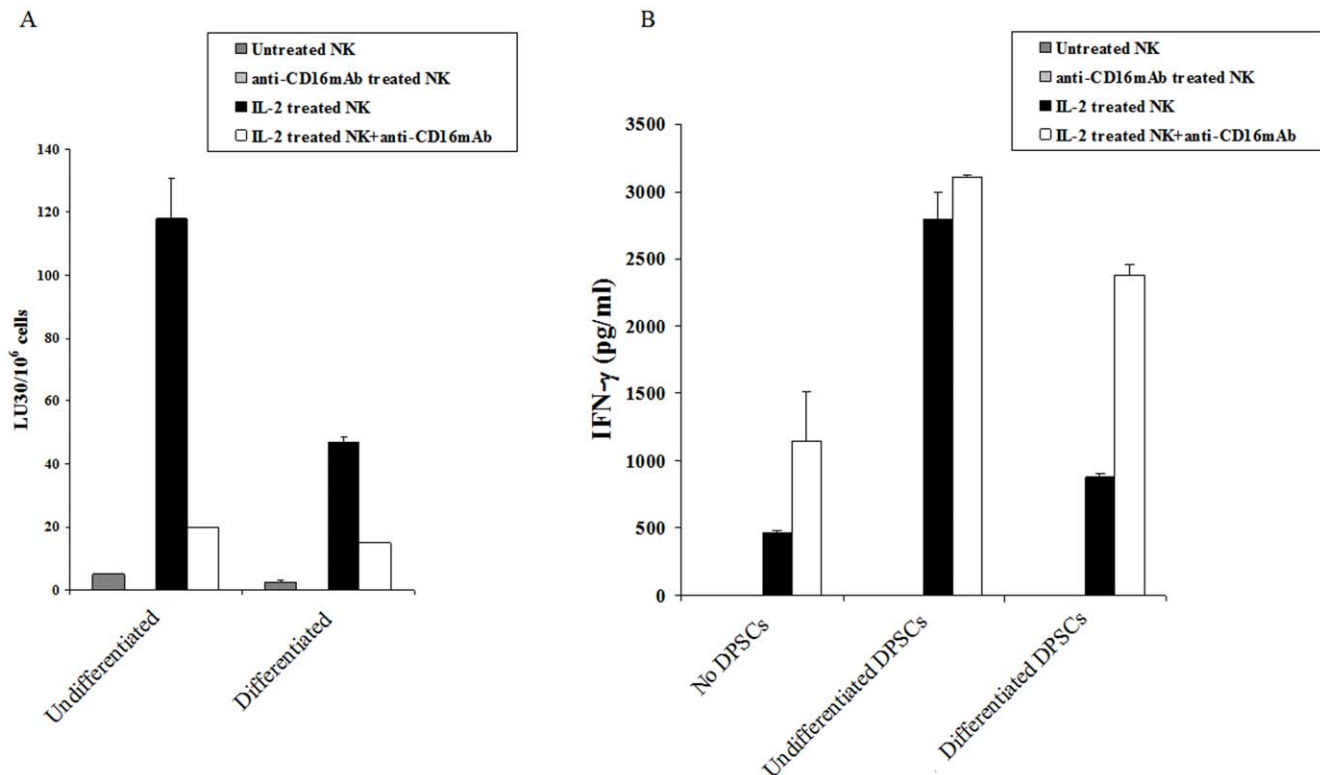 A
Untreated NK
anti-CD16mAb treated NK
IL-2 treated NK
IL-2 treated NK+anti-CD16mAb
140
120
100
80
60
40
20
0
LU30/10⁶ cells
Undifferentiated
Differentiated
B
Untreated NK
anti-CD16mAb treated NK
IL-2 treated NK
IL-2 treated NK+anti-CD16mAb
3500
3000
2500
2000
1500
1000
500
0
IFN-γ (pg/ml)
No DPSCs
Undifferentiated DPSCs
Differentiated DPSCs